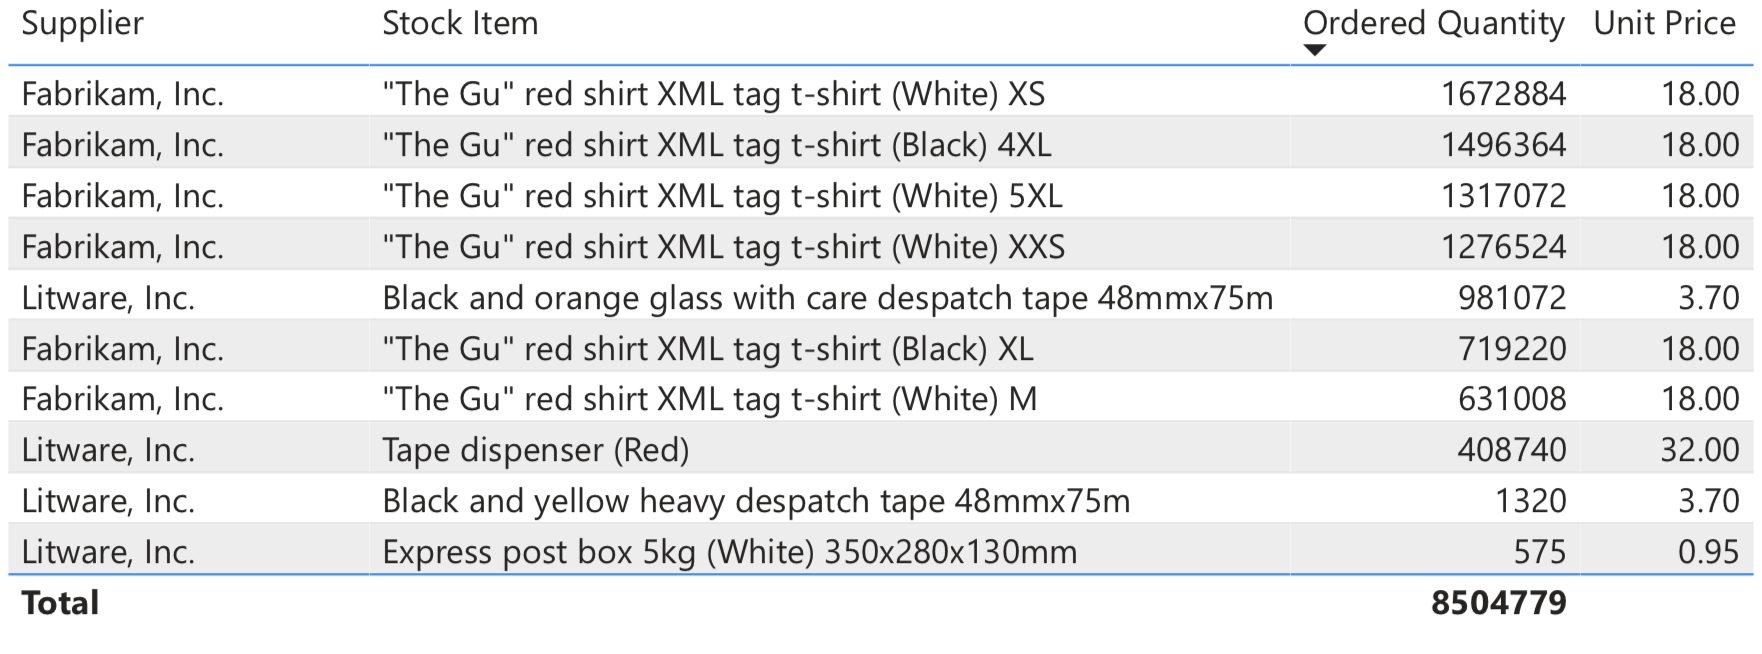 Supplier Stock Item Ordered Quantity Unit Price
Fabrikam, Inc. "The Gu" red shirt XML tag t-shirt (White) XS 1672884 18.00
Fabrikam, Inc. "The Gu" red shirt XML tag t-shirt (Black) 4XL 1496364 18.00
Fabrikam, Inc. "The Gu" red shirt XML tag t-shirt (White) 5XL 1317072 18.00
Fabrikam, Inc. "The Gu" red shirt XML tag t-shirt (White) XXS 1276524 18.00
Litware, Inc. Black and orange glass with care despatch tape 48mmx75m 981072 3.70
Fabrikam, Inc. "The Gu" red shirt XML tag t-shirt (Black) XL 719220 18.00
Fabrikam, Inc. "The Gu" red shirt XML tag t-shirt (White) M 631008 18.00
Litware, Inc. Tape dispenser (Red) 408740 32.00
Litware, Inc. Black and yellow heavy despatch tape 48mmx75m 1320 3.70
Litware, Inc. Express post box 5kg (White) 350x280x130mm 575 0.95
Total 8504779